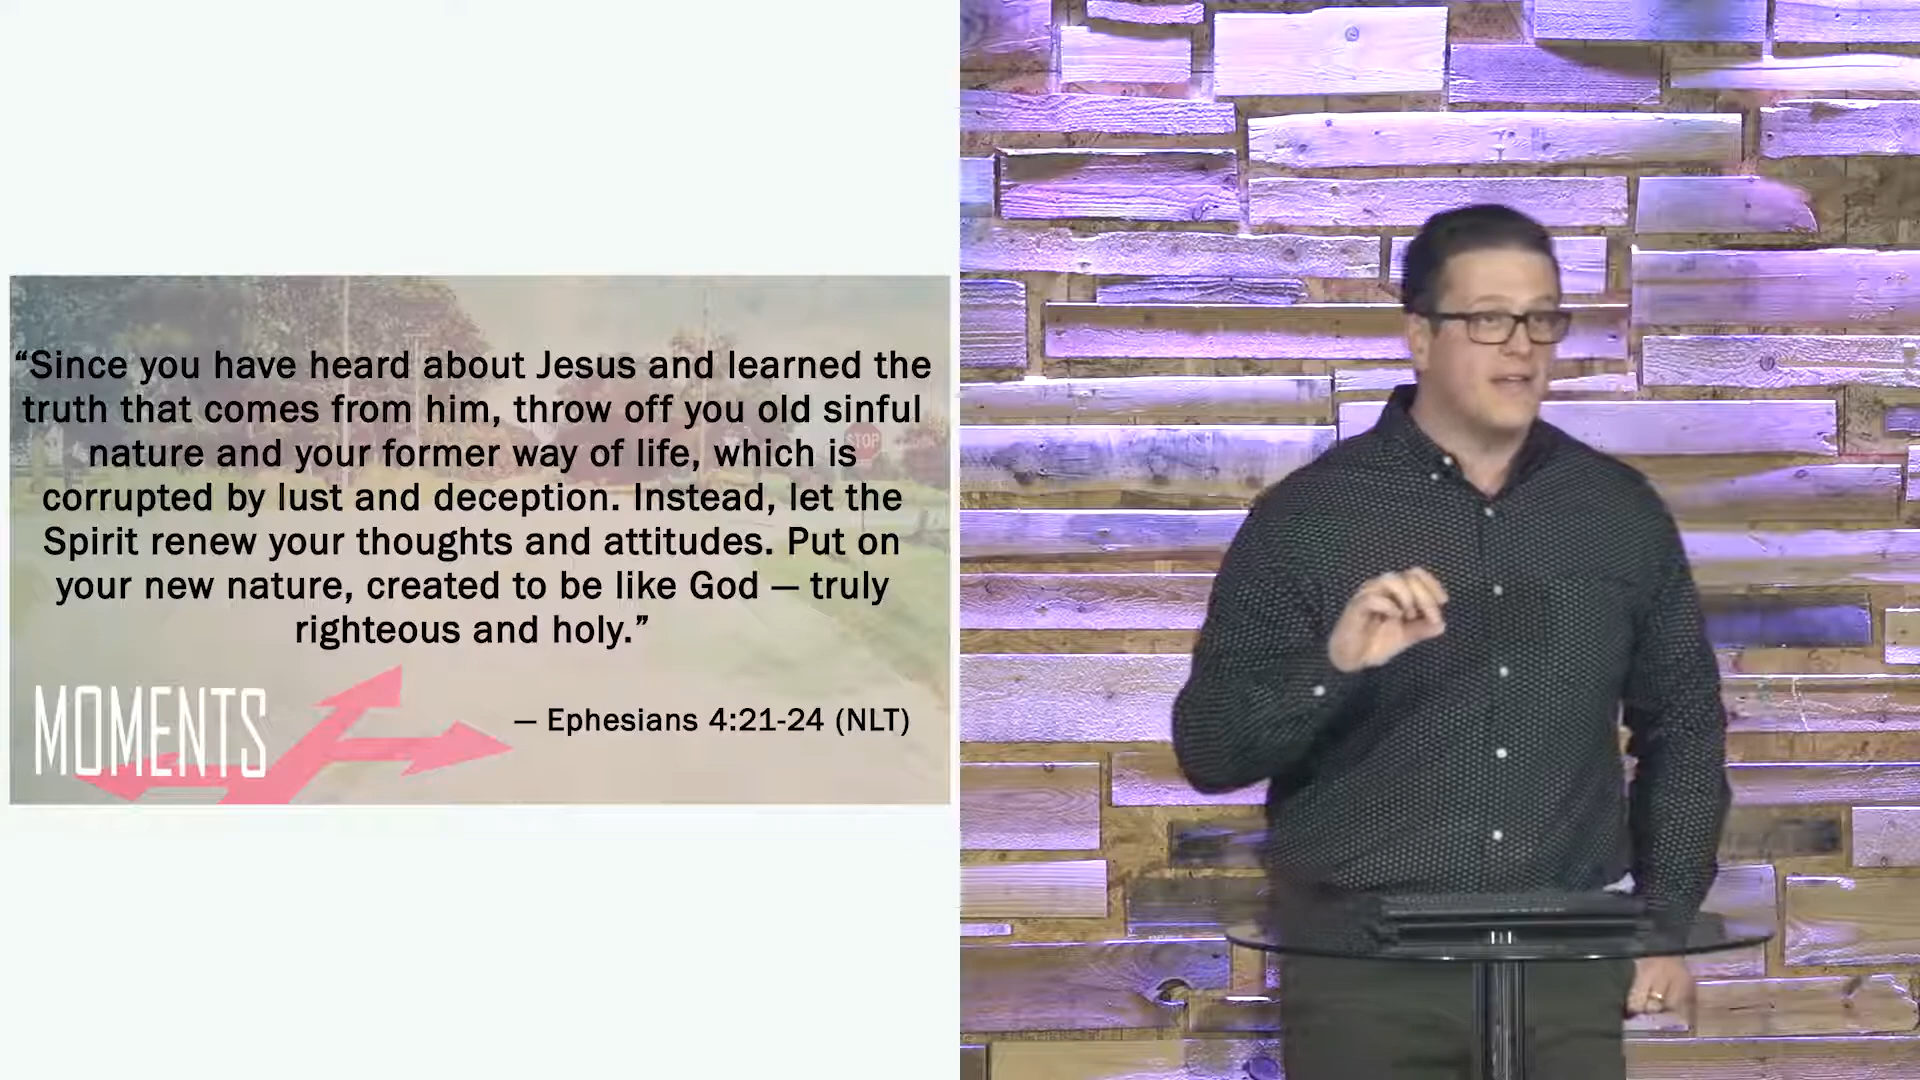 “Since you have heard about Jesus and learned the
truth that comes from him, throw off you old sinful
nature and your former way of life, which is
corrupted by lust and deception. Instead, let the
Spirit renew your thoughts and attitudes. Put on
your new nature, created to be like God — truly
righteous and holy.”
— Ephesians 4:21-24 (NLT)
MOMENTS
STOP